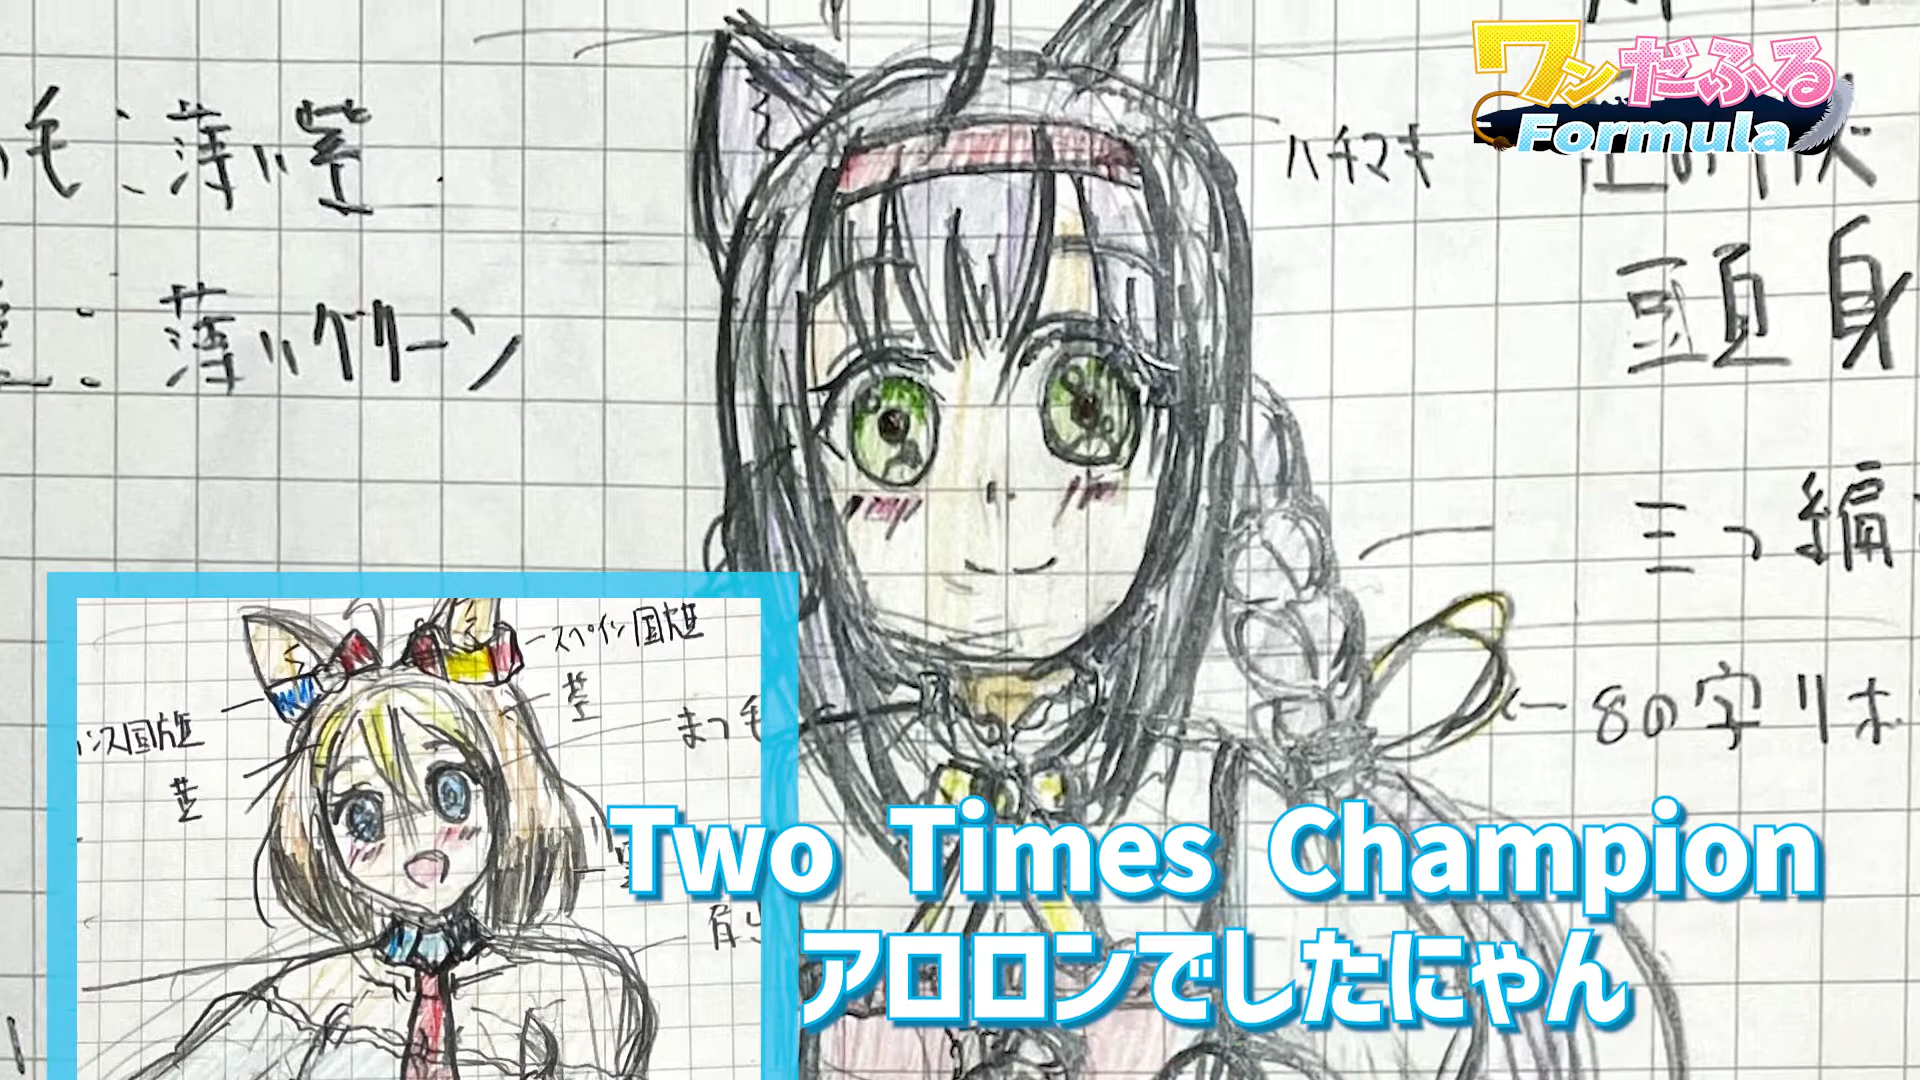 ワンだふる
Formula
毛：薄い茎
ハチマキ
：薄いグリーン
頭身
三つ編
スペイン国旗
8の字リボ
茎
まつ毛
ンス国旗
茎
Two Times Champion
アロロンでしたにゃん